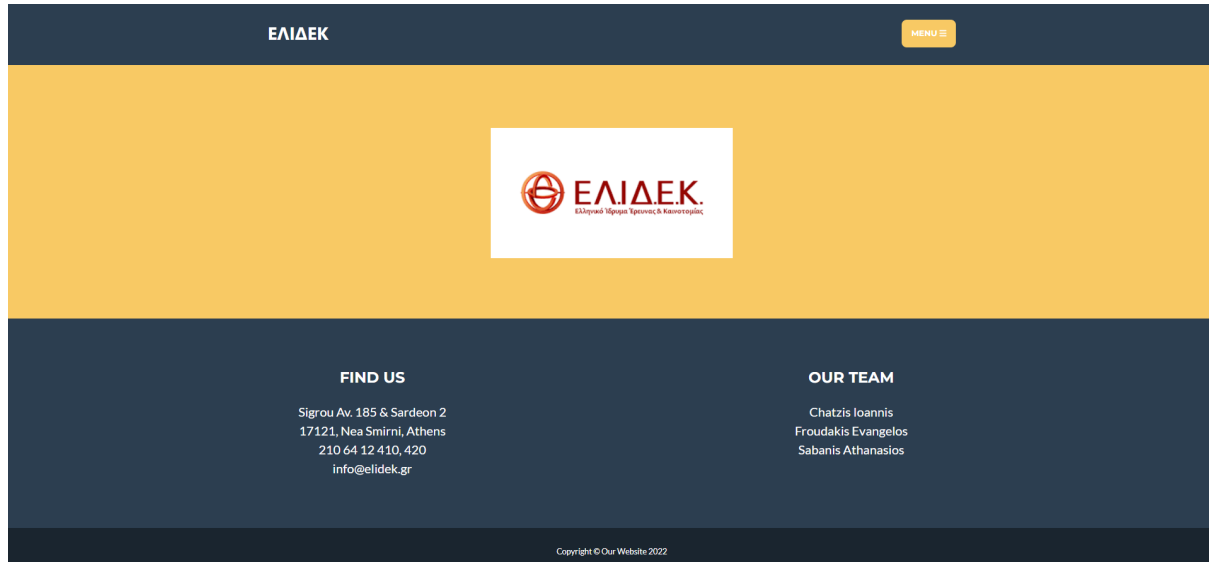 ΕΛΙΔΕΚ
MENU
ΕΛ.ΙΔ.Ε.Κ.
Ελληνικό Ίδρυμα Έρευνας & Καινοτομίας
FIND US
Sigrou Av. 185 & Sardeon 2
17121, Nea Smirni, Athens
210 64 12 410, 420
info@elidek.gr
OUR TEAM
Chatzis Ioannis
Froudakis Evangelos
Sabanis Athanasios
Copyright © Our Website 2022